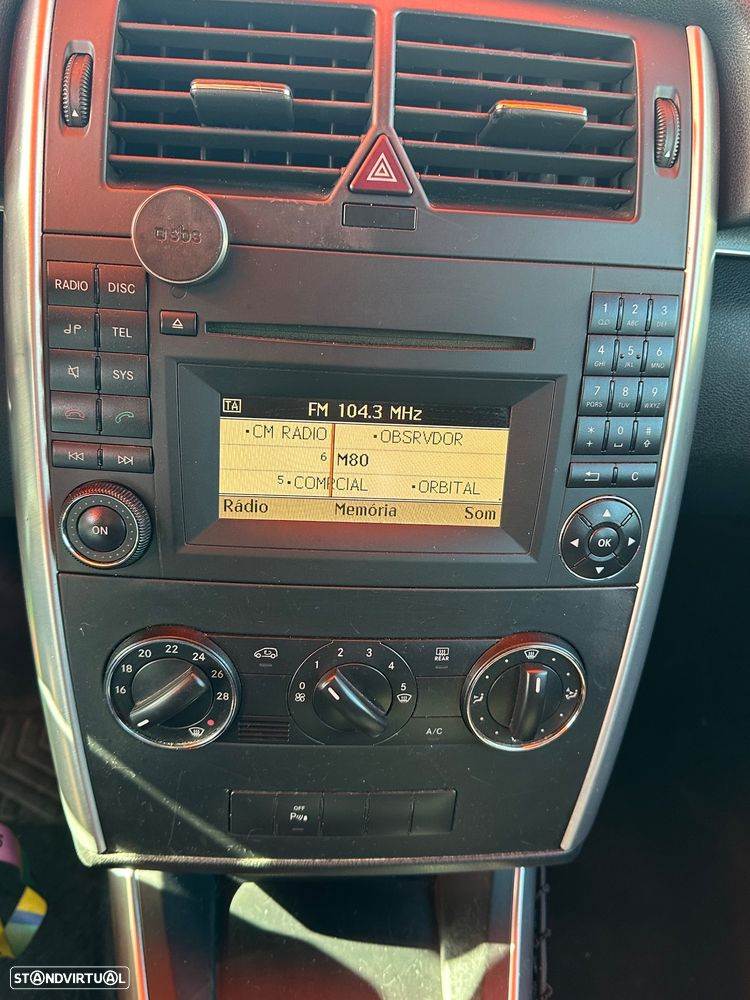 QSBS
RADIO DISC
TEL
SYS
ON
TA FM 104.3 MHz
•CM RADIO •OBSRVDOR
6 M80
5 •COMRCIAL •ORBITAL
Rádio Memória Som
1 2 ABC 3 DEF
4 GHI 5 JKL 6 MNO
7 PQRS 8 TUV 9 WXYZ
* 0 #
+
C
OK
16 18 20 22 24 26 28
0 1 2 3 4 5
REAR
A/C
OFF
P
STANDVIRTUAL